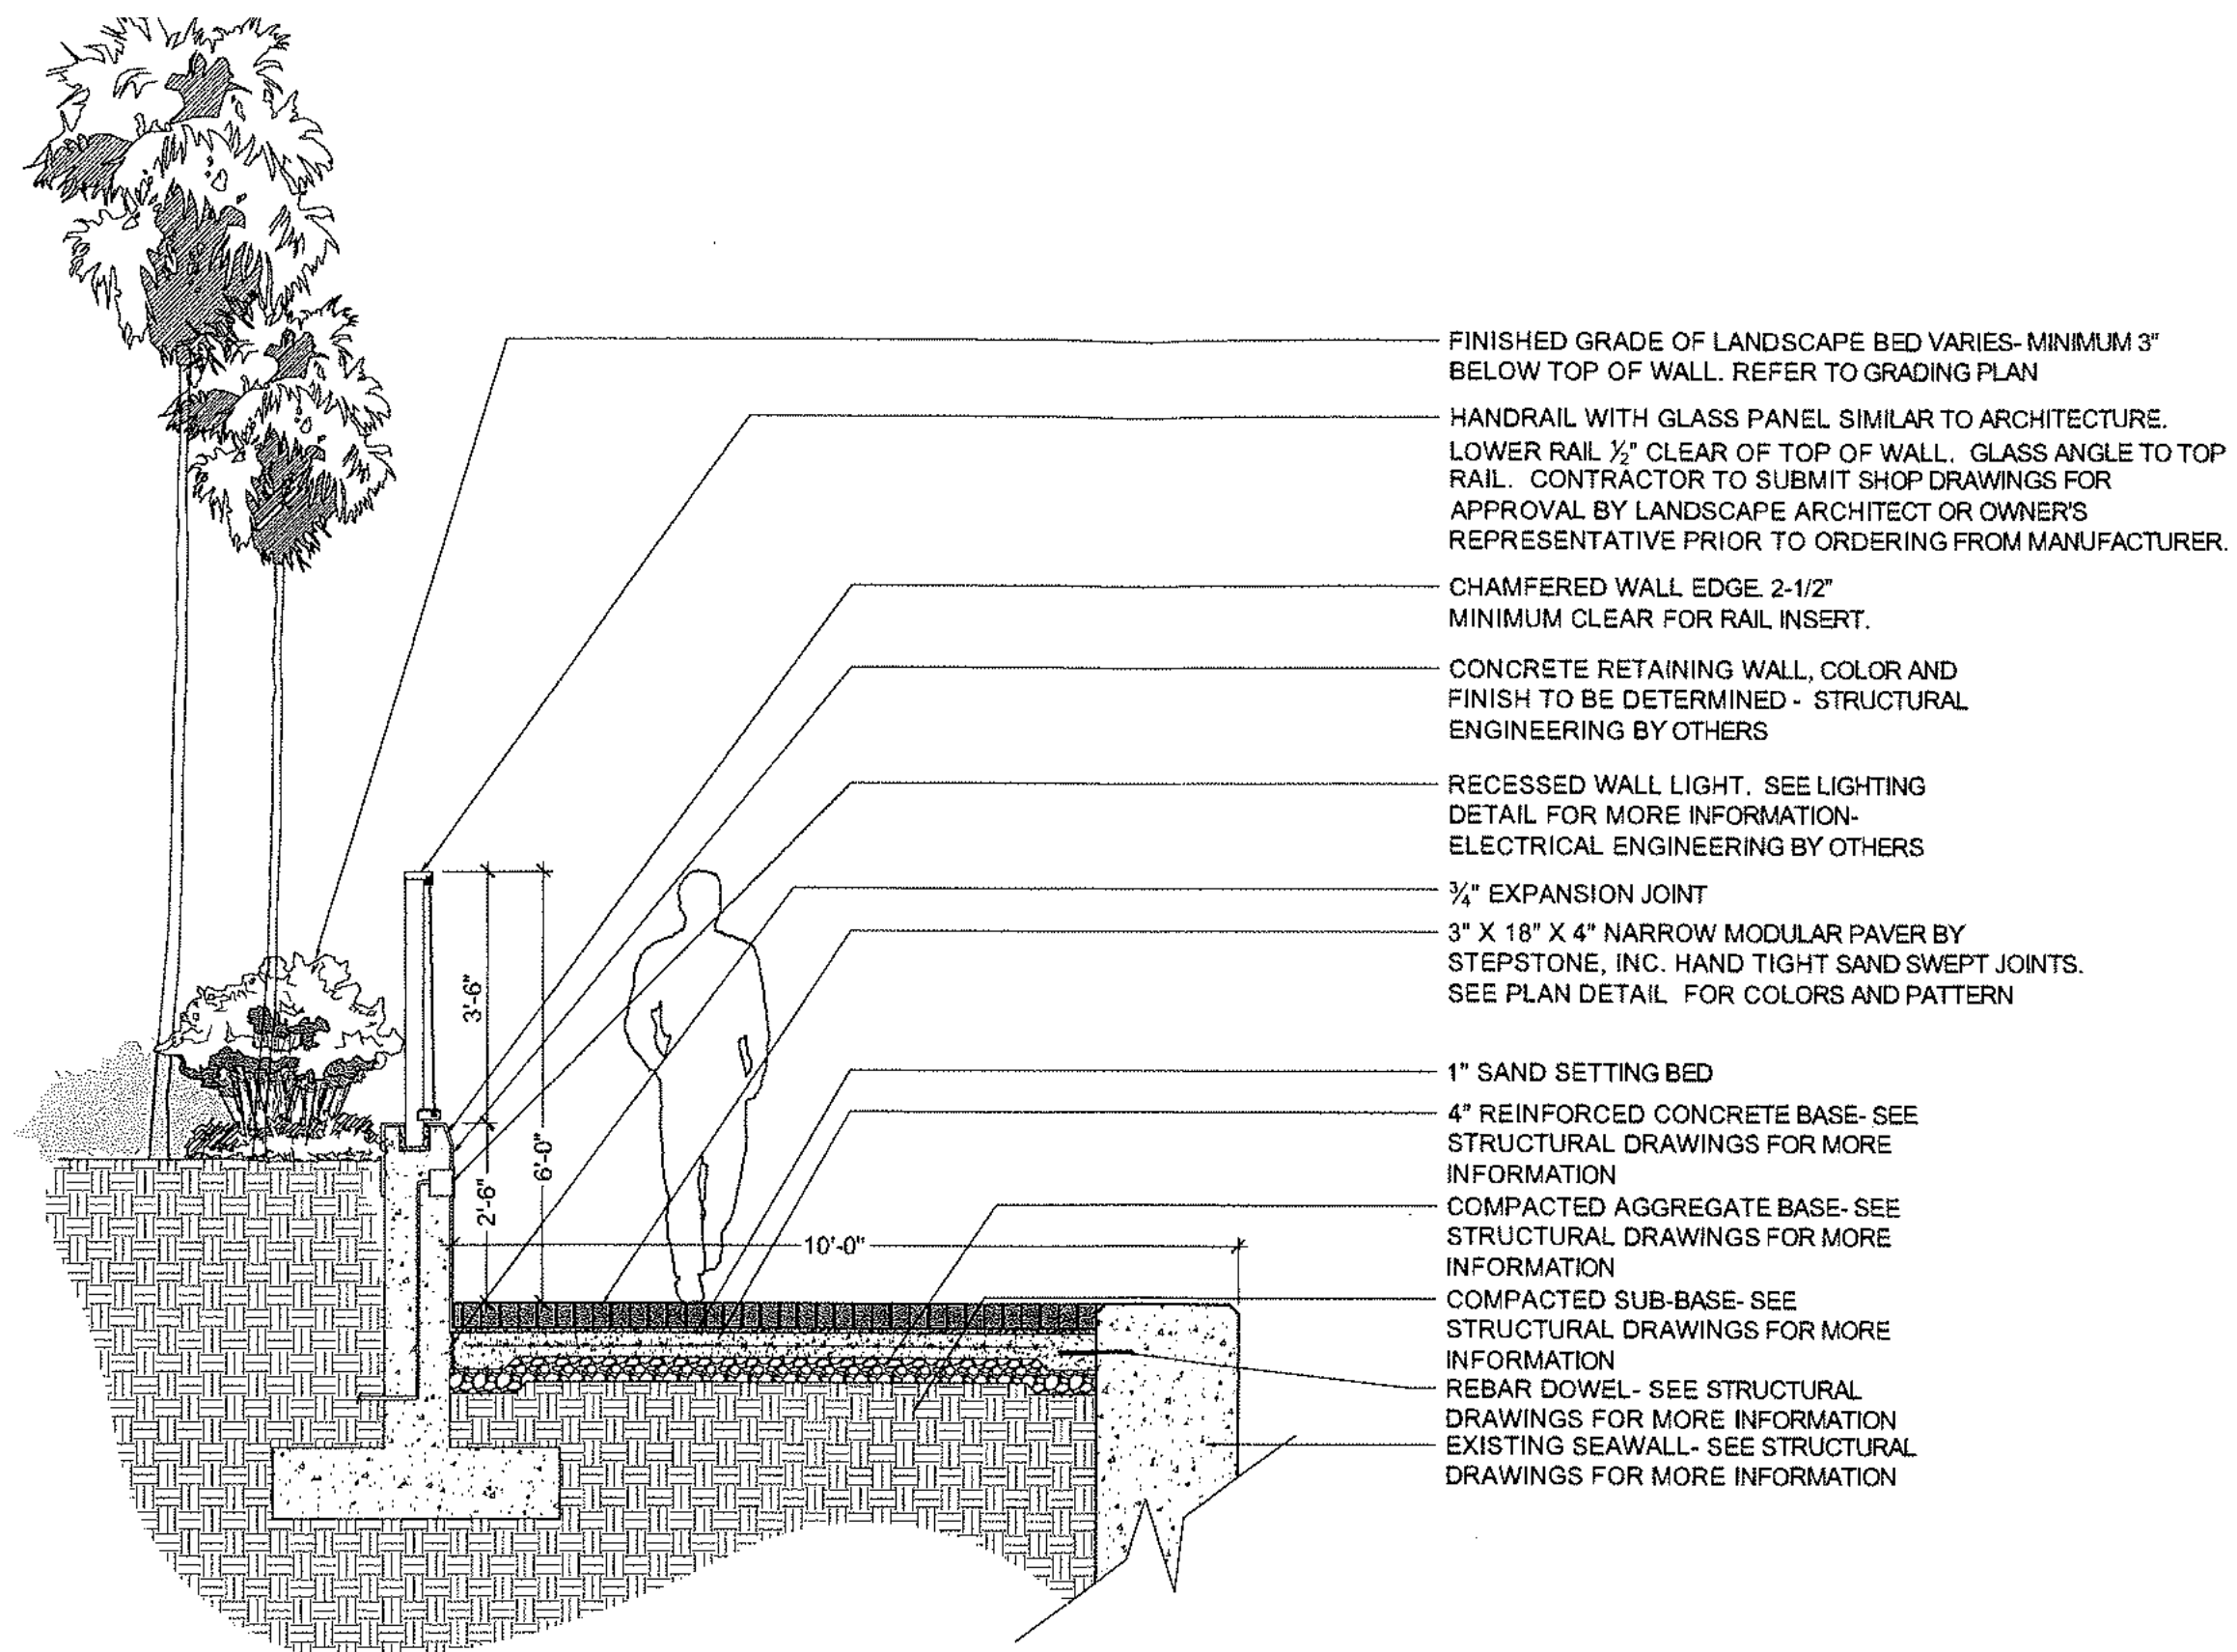 FINISHED GRADE OF LANDSCAPE BED VARIES- MINIMUM 3"
BELOW TOP OF WALL. REFER TO GRADING PLAN
HANDRAIL WITH GLASS PANEL SIMILAR TO ARCHITECTURE.
LOWER RAIL ½" CLEAR OF TOP OF WALL. GLASS ANGLE TO TOP
RAIL. CONTRACTOR TO SUBMIT SHOP DRAWINGS FOR
APPROVAL BY LANDSCAPE ARCHITECT OR OWNER'S
REPRESENTATIVE PRIOR TO ORDERING FROM MANUFACTURER.
CHAMFERED WALL EDGE. 2-1/2"
MINIMUM CLEAR FOR RAIL INSERT.
CONCRETE RETAINING WALL, COLOR AND
FINISH TO BE DETERMINED - STRUCTURAL
ENGINEERING BY OTHERS
RECESSED WALL LIGHT. SEE LIGHTING
DETAIL FOR MORE INFORMATION-
ELECTRICAL ENGINEERING BY OTHERS
¾" EXPANSION JOINT
3" X 18" X 4" NARROW MODULAR PAVER BY
STEPSTONE, INC. HAND TIGHT SAND SWEPT JOINTS.
SEE PLAN DETAIL FOR COLORS AND PATTERN
1" SAND SETTING BED
4" REINFORCED CONCRETE BASE- SEE
STRUCTURAL DRAWINGS FOR MORE
INFORMATION
COMPACTED AGGREGATE BASE- SEE
STRUCTURAL DRAWINGS FOR MORE
INFORMATION
COMPACTED SUB-BASE- SEE
STRUCTURAL DRAWINGS FOR MORE
INFORMATION
REBAR DOWEL- SEE STRUCTURAL
DRAWINGS FOR MORE INFORMATION
EXISTING SEAWALL- SEE STRUCTURAL
DRAWINGS FOR MORE INFORMATION
3'-6"
6'-0"
2'-6"
10'-0"